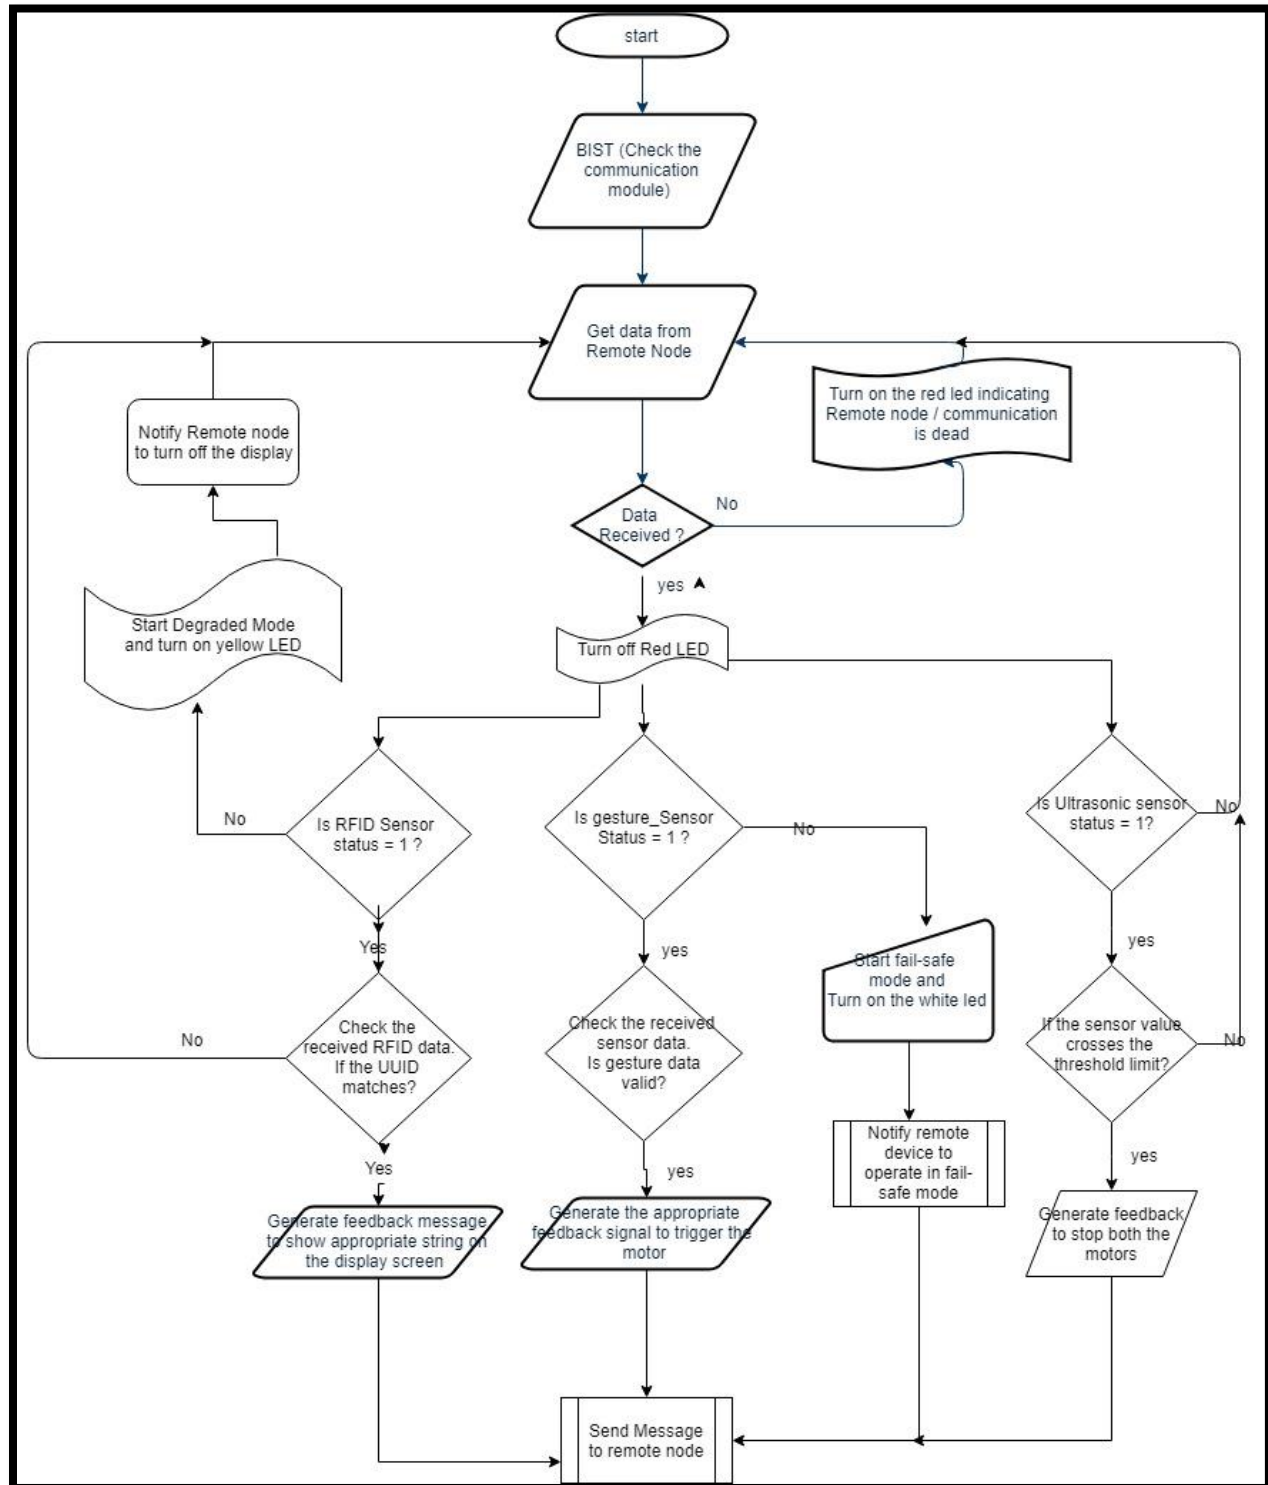 start
BIST (Check the
communication
module)
Get data from
Remote Node
Turn on the red led indicating
Remote node / communication
is dead
Notify Remote node
to turn off the display
No
Data
Received ?
yes
Start Degraded Mode
and turn on yellow LED
Turn off Red LED
No
Is RFID Sensor
status = 1 ?
Is gesture_Sensor
Status = 1 ?
No
Is Ultrasonic sensor
status = 1?
No
Yes
yes
Start fail-safe
mode and
Turn on the white led
yes
No
Check the
received RFID data.
If the UUID
matches?
Check the received
sensor data.
Is gesture data
valid?
If the sensor value
crosses the
threshold limit?
No
Notify remote
device to
operate in fail-
safe mode
Yes
yes
yes
Generate feedback message
to show appropriate string on
the display screen
Generate the appropriate
feedback signal to trigger the
motor
Generate feedback
to stop both the
motors
Send Message
to remote node